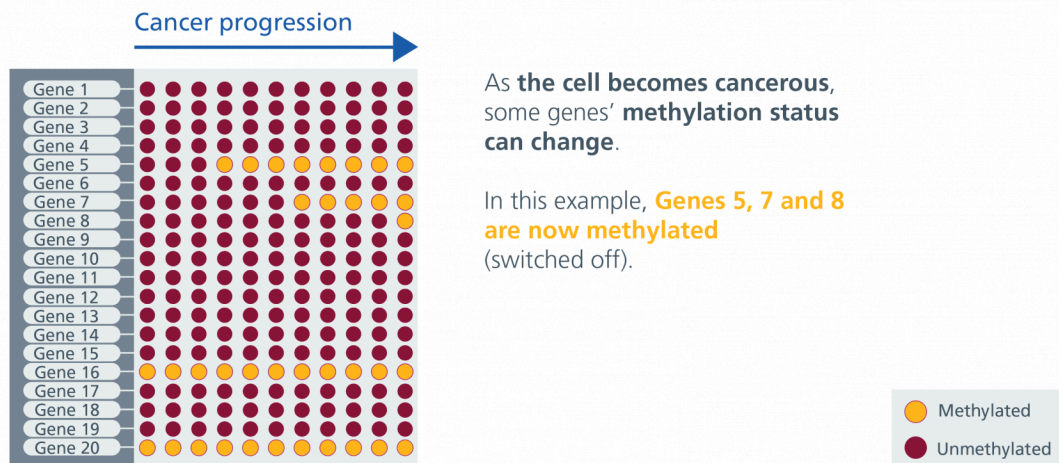 Cancer progression
Gene 1
Gene 2
Gene 3
Gene 4
Gene 5
Gene 6
Gene 7
Gene 8
Gene 9
Gene 10
Gene 11
Gene 12
Gene 13
Gene 14
Gene 15
Gene 16
Gene 17
Gene 18
Gene 19
Gene 20
As the cell becomes cancerous,
some genes’ methylation status
can change.
In this example, Genes 5, 7 and 8
are now methylated
(switched off).
Methylated
Unmethylated